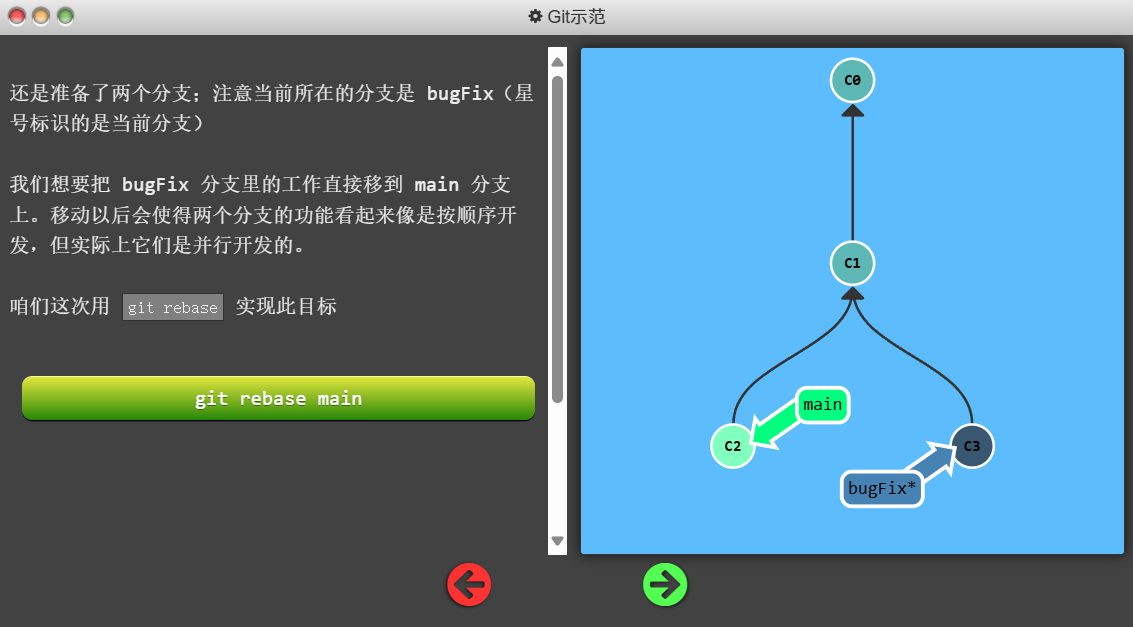 Git示范
还是准备了两个分支；注意当前所在的分支是 bugFix（星
号标识的是当前分支）
我们想要把 bugFix 分支里的工作直接移到 main 分支
上。移动以后会使得两个分支的功能看起来像是按顺序开
发，但实际上它们是并行开发的。
咱们这次用 git rebase 实现此目标
git rebase main
C0
C1
main
C2
C3
bugFix*